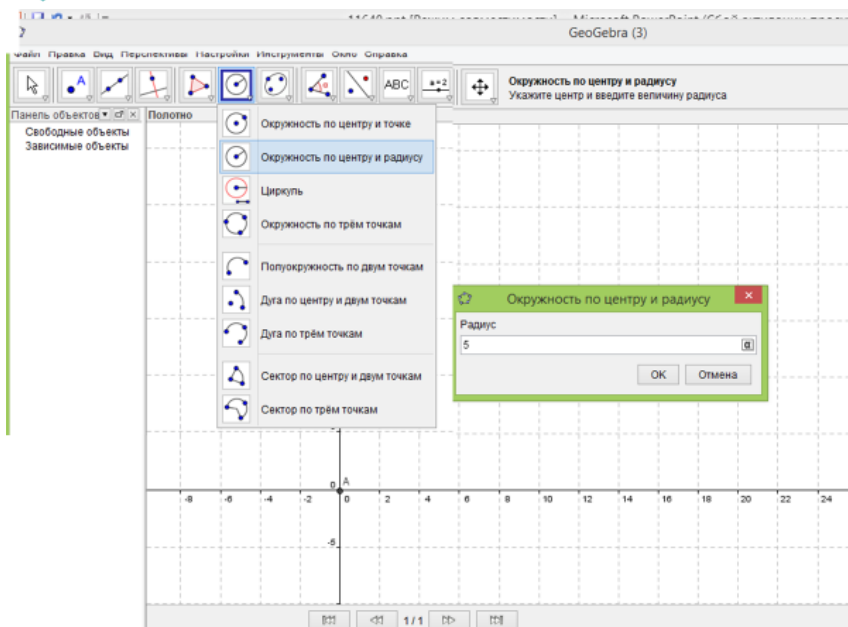 GeoGebra (3)
Файл Правка Вид Перспективы Настройки Инструменты Окно Справка
A
ABC
a=2
Окружность по центру и радиусу
Укажите центр и введите величину радиуса
Панель объектов
Полотно
Свободные объекты
Зависимые объекты
Окружность по центру и точке
Окружность по центру и радиусу
Циркуль
Окружность по трём точкам
Полуокружность по двум точкам
Дуга по центру и двум точкам
Дуга по трём точкам
Сектор по центру и двум точкам
Сектор по трём точкам
Окружность по центру и радиусу
Радиус
5
α
OK Отмена
0 A
-8 -6 -4 -2 0 2 4 6 8 10 12 14 16 18 20 22 24
-5
1 / 1